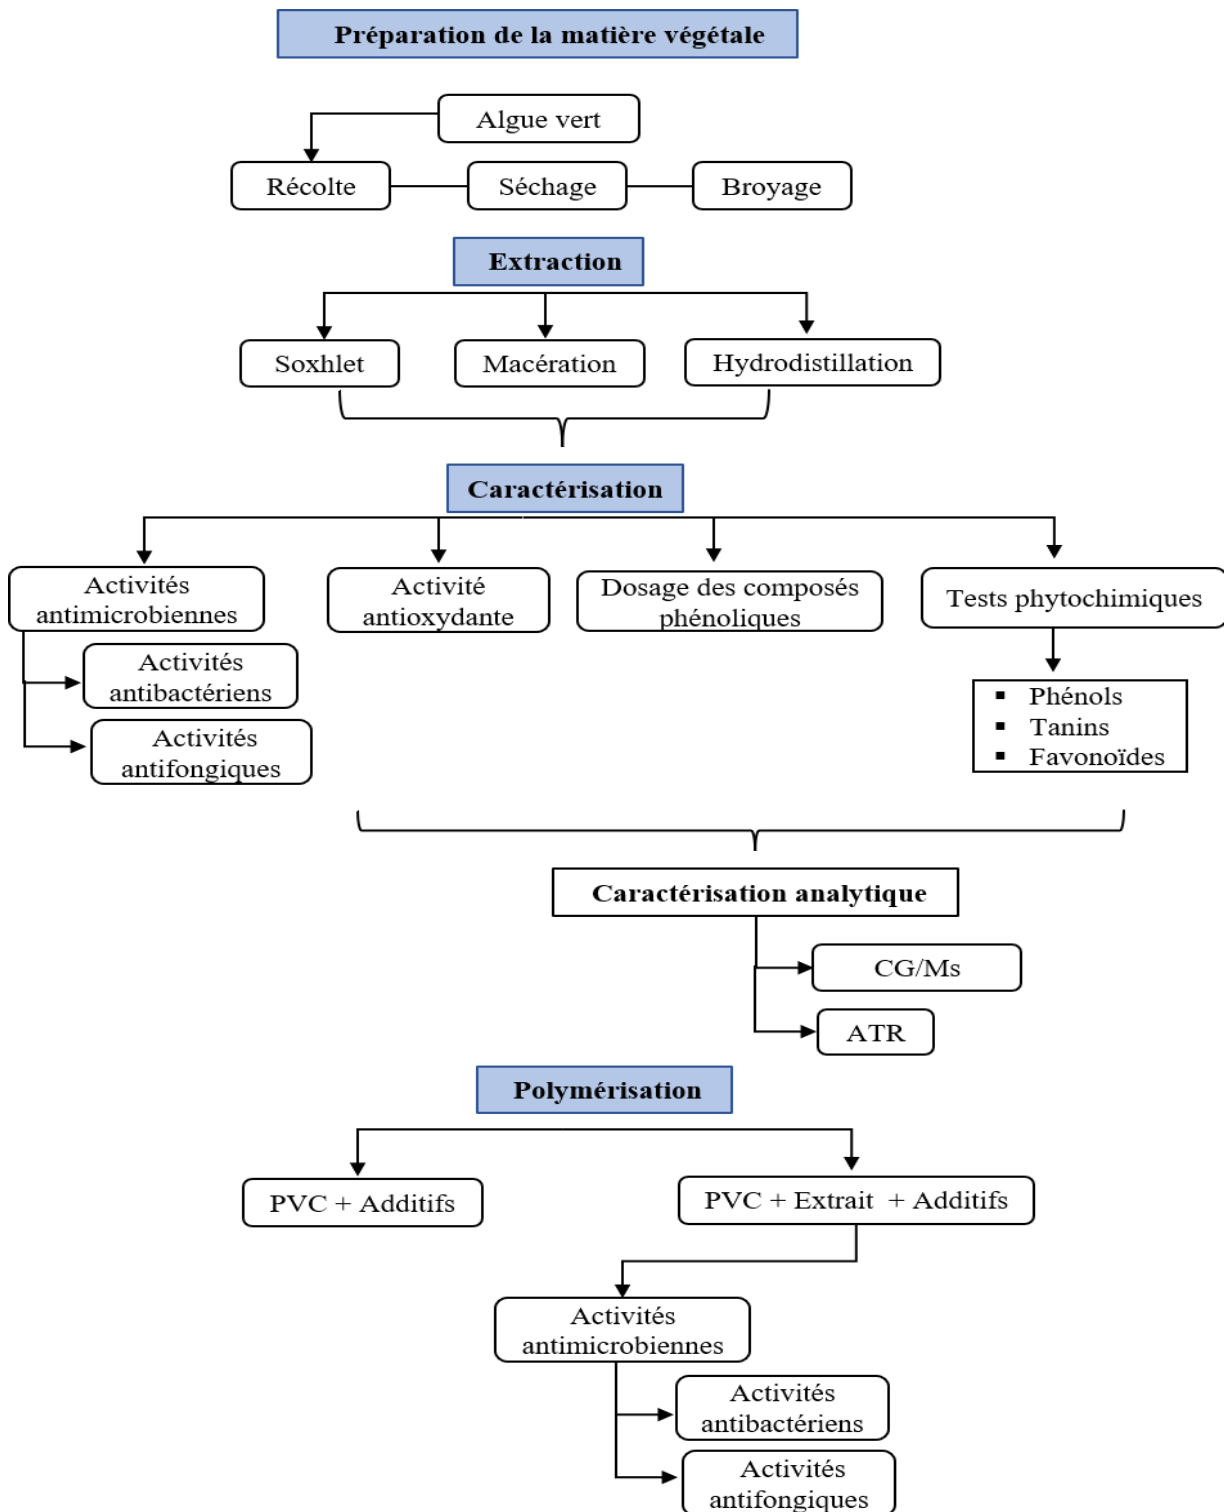 Préparation de la matière végétale
Algue vert
Récolte
Séchage
Broyage
Extraction
Soxhlet
Macération
Hydrodistillation
Caractérisation
Activités
antimicrobiennes
Activité
antioxydante
Dosage des composés
phénoliques
Tests phytochimiques
Activités
antibactériens
Activités
antifongiques
▪ Phénols
▪ Tanins
▪ Favonoïdes
Caractérisation analytique
CG/Ms
ATR
Polymérisation
PVC + Additifs
PVC + Extrait + Additifs
Activités
antimicrobiennes
Activités
antibactériens
Activités
antifongiques